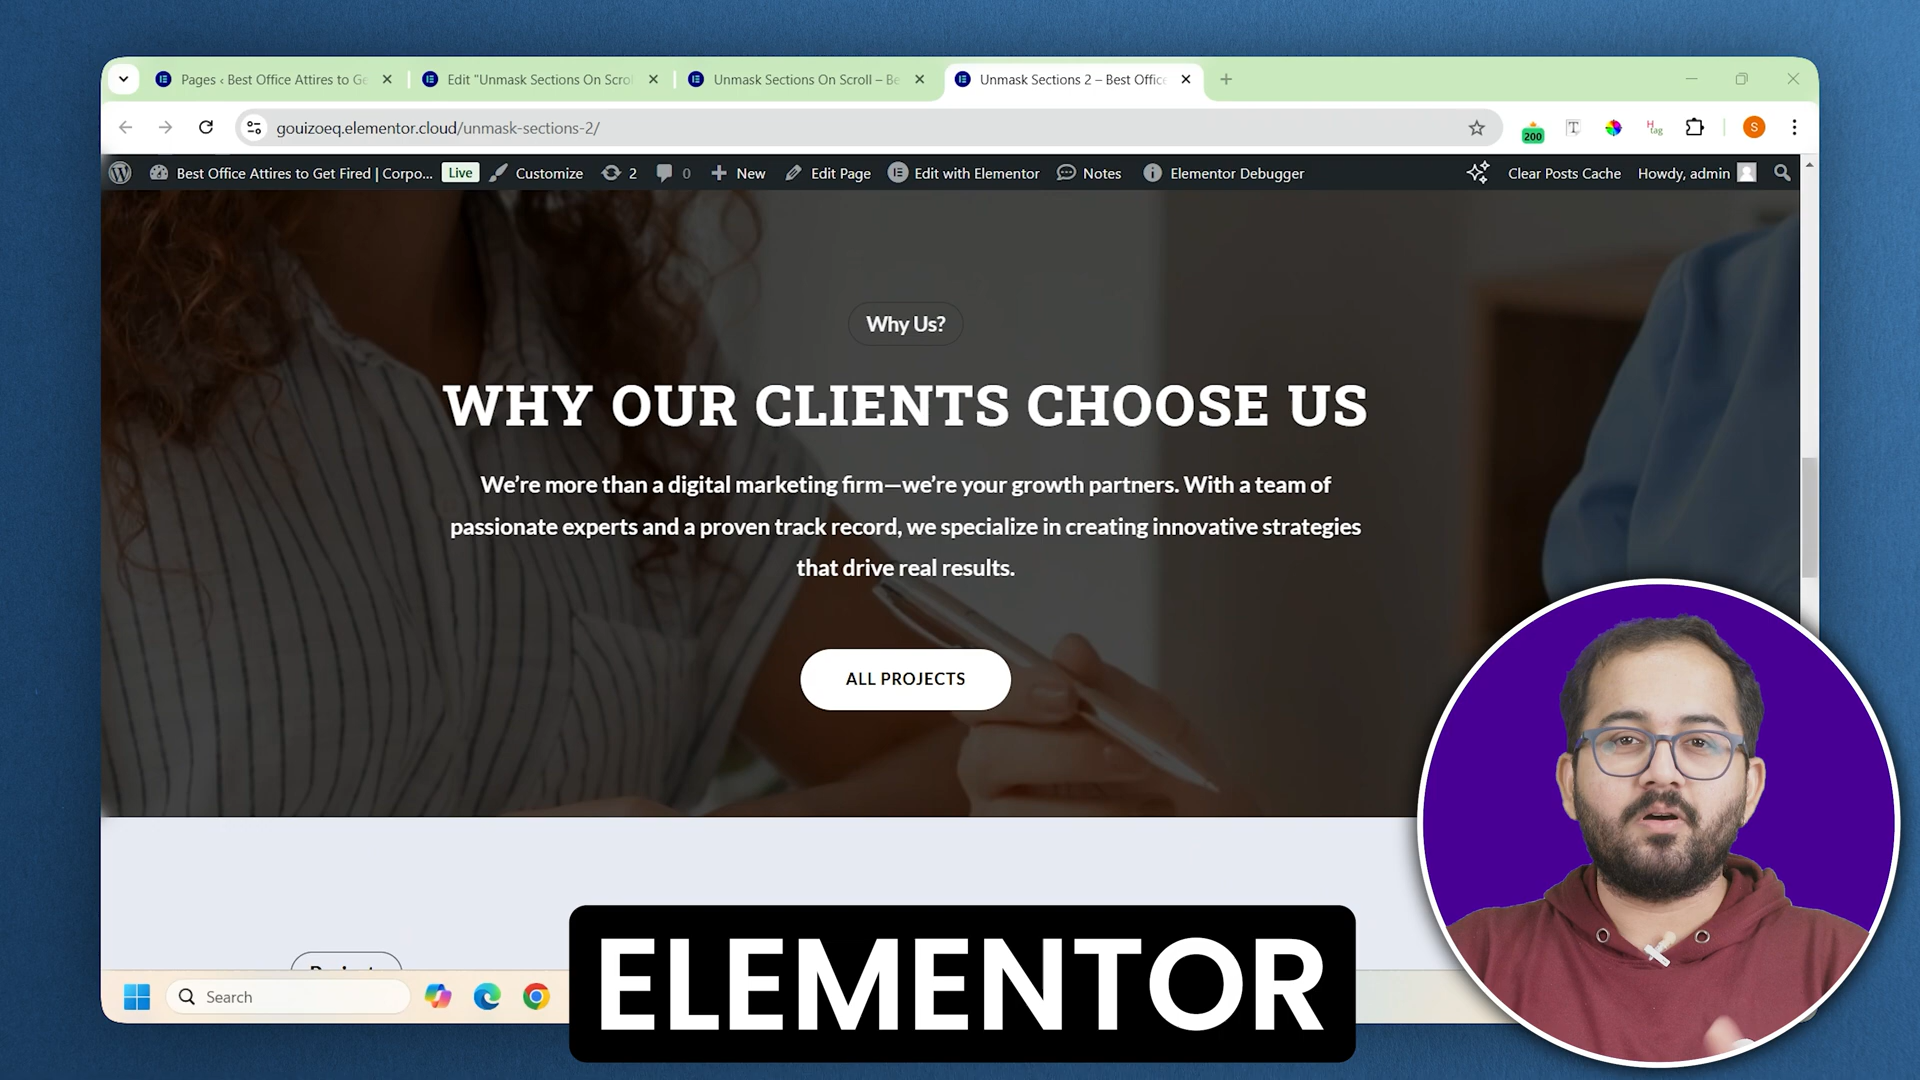 Pages ‹ Best Office Attires to Ge
Edit "Unmask Sections On Scro
Unmask Sections On Scroll – Be
Unmask Sections 2 – Best Office
gouizoeq.elementor.cloud/unmask-sections-2/
200
T
H
tag
S
Best Office Attires to Get Fired | Corpo...
Live
Customize
2
0
New
Edit Page
Edit with Elementor
Notes
Elementor Debugger
Clear Posts Cache
Howdy, admin
Why Us?
WHY OUR CLIENTS CHOOSE US
We’re more than a digital marketing firm—we’re your growth partners. With a team of
passionate experts and a proven track record, we specialize in creating innovative strategies
that drive real results.
ALL PROJECTS
Search
ELEMENTOR